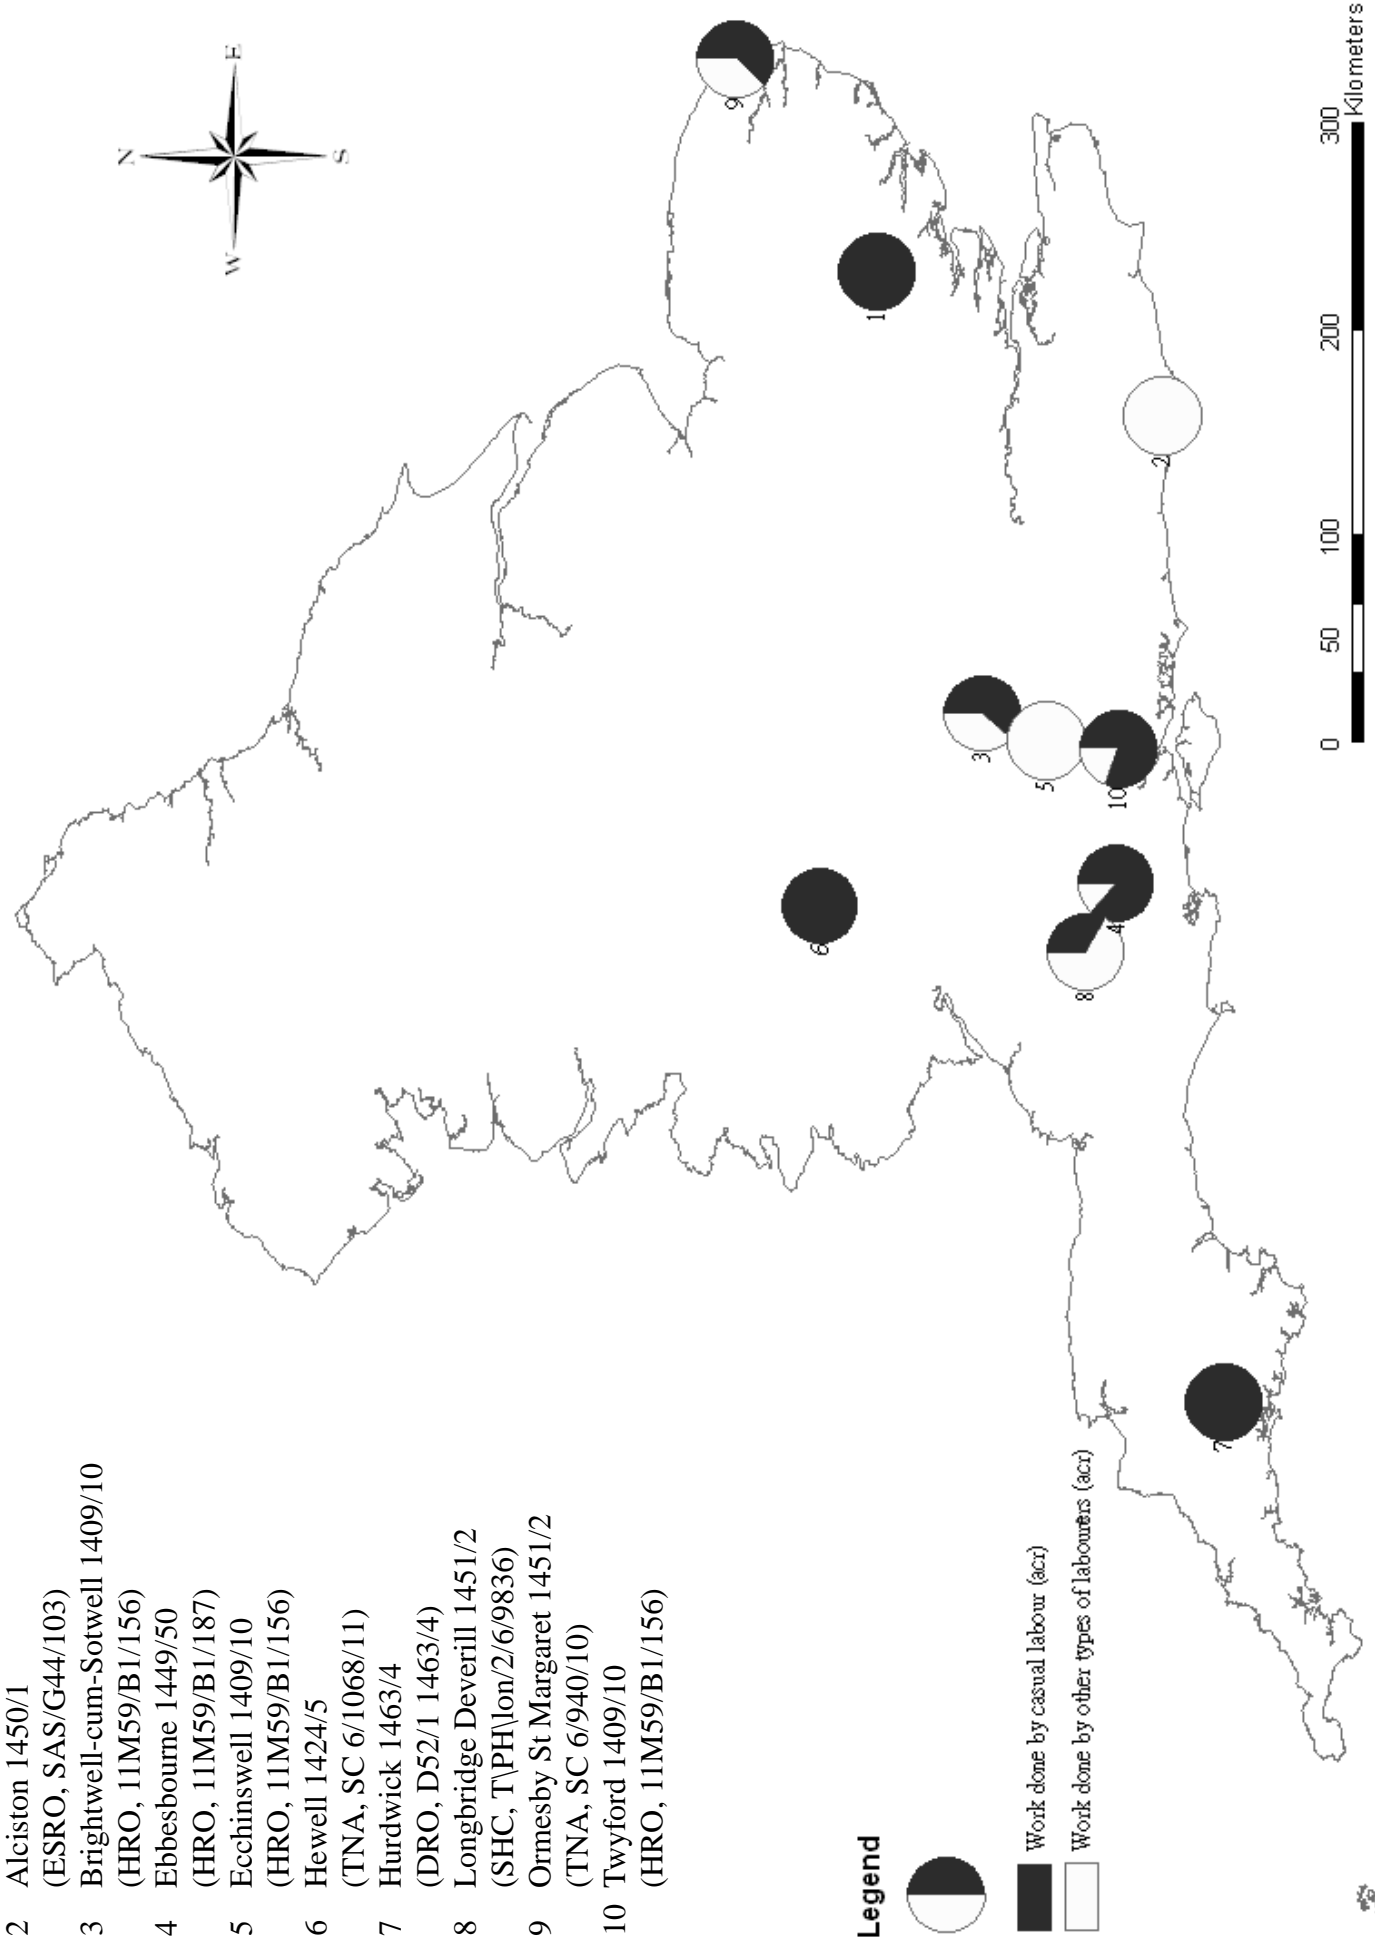 2 Alciston 1450/1
(ESRO, SAS/G44/103)
3 Brightwell-cum-Sotwell 1409/10
(HRO, 11M59/B1/156)
4 Ebbesbourne 1449/50
(HRO, 11M59/B1/187)
5 Ecchinswell 1409/10
(HRO, 11M59/B1/156)
6 Hewell 1424/5
(TNA, SC 6/1068/11)
7 Hurdwick 1463/4
(DRO, D52/1 1463/4)
8 Longbridge Deverill 1451/2
(SHC, T\PH\lon/2/6/9836)
9 Ormesby St Margaret 1451/2
(TNA, SC 6/940/10)
10 Twyford 1409/10
(HRO, 11M59/B1/156)
N
W E
S
9
1
6
3
5
8
4
10
2
7
Legend
Work done by casual labour (acr)
Work done by other types of labourers (acr)
0 50 100 200 300
Kilometers